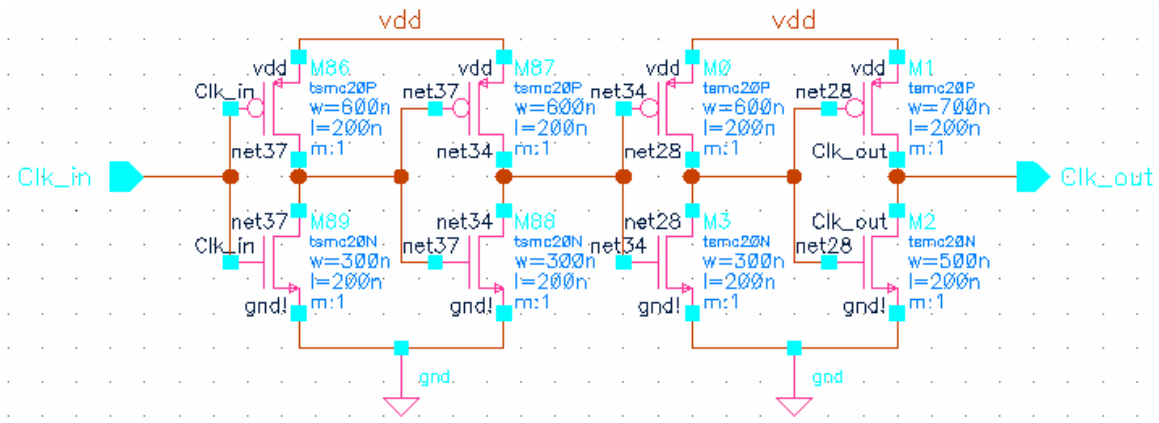 vdd
vdd
vdd
M86
vdd
M87
vdd
M0
vdd
M1
Clk_in
tsmc20P
net37
tsmc20P
net34
tsmc20P
net28
tsmc20P
w=600n
w=600n
w=600n
w=700n
l=200n
l=200n
l=200n
l=200n
net37
m:1
net34
m:1
net28
m:1
Clk_out
m:1
Clk_in
Clk_out
net37
M89
net34
M88
net28
M3
Clk_out
M2
Clk_in
tsmc20N
net37
tsmc20N
net34
tsmc20N
net28
tsmc20N
w=300n
w=300n
w=300n
w=500n
l=200n
l=200n
l=200n
l=200n
gnd!
m:1
gnd!
m:1
gnd!
m:1
gnd!
m:1
gnd
gnd